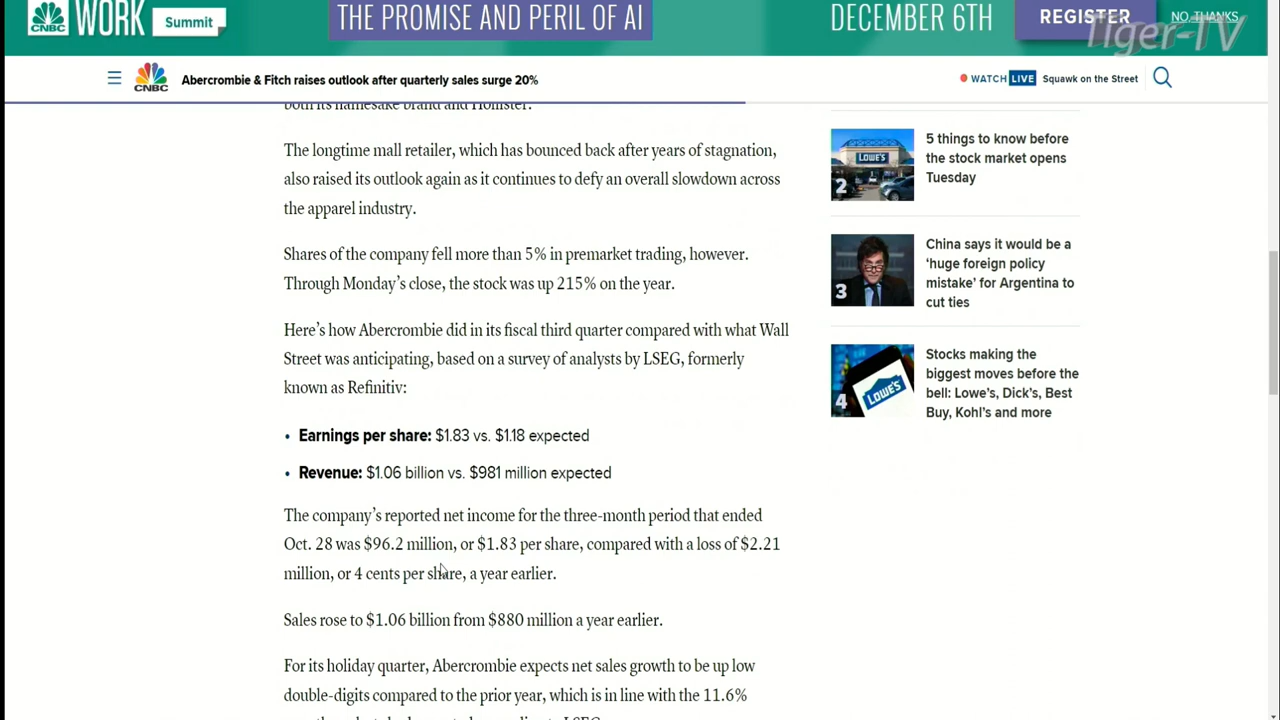 CNBC WORK Summit
THE PROMISE AND PERIL OF AI
DECEMBER 6TH
REGISTER
NO, THANKS
Tiger-TV
CNBC
Abercrombie & Fitch raises outlook after quarterly sales surge 20%
WATCH LIVE Squawk on the Street
both its namesake brand and Hollister.
The longtime mall retailer, which has bounced back after years of stagnation,
also raised its outlook again as it continues to defy an overall slowdown across
the apparel industry.
Shares of the company fell more than 5% in premarket trading, however.
Through Monday’s close, the stock was up 215% on the year.
Here’s how Abercrombie did in its fiscal third quarter compared with what Wall
Street was anticipating, based on a survey of analysts by LSEG, formerly
known as Refinitiv:
• Earnings per share: $1.83 vs. $1.18 expected
• Revenue: $1.06 billion vs. $981 million expected
The company’s reported net income for the three-month period that ended
Oct. 28 was $96.2 million, or $1.83 per share, compared with a loss of $2.21
million, or 4 cents per share, a year earlier.
Sales rose to $1.06 billion from $880 million a year earlier.
For its holiday quarter, Abercrombie expects net sales growth to be up low
double-digits compared to the prior year, which is in line with the 11.6%
LOWE'S
2
5 things to know before
the stock market opens
Tuesday
3
China says it would be a
‘huge foreign policy
mistake’ for Argentina to
cut ties
LOWE'S
4
Stocks making the
biggest moves before the
bell: Lowe’s, Dick’s, Best
Buy, Kohl’s and more